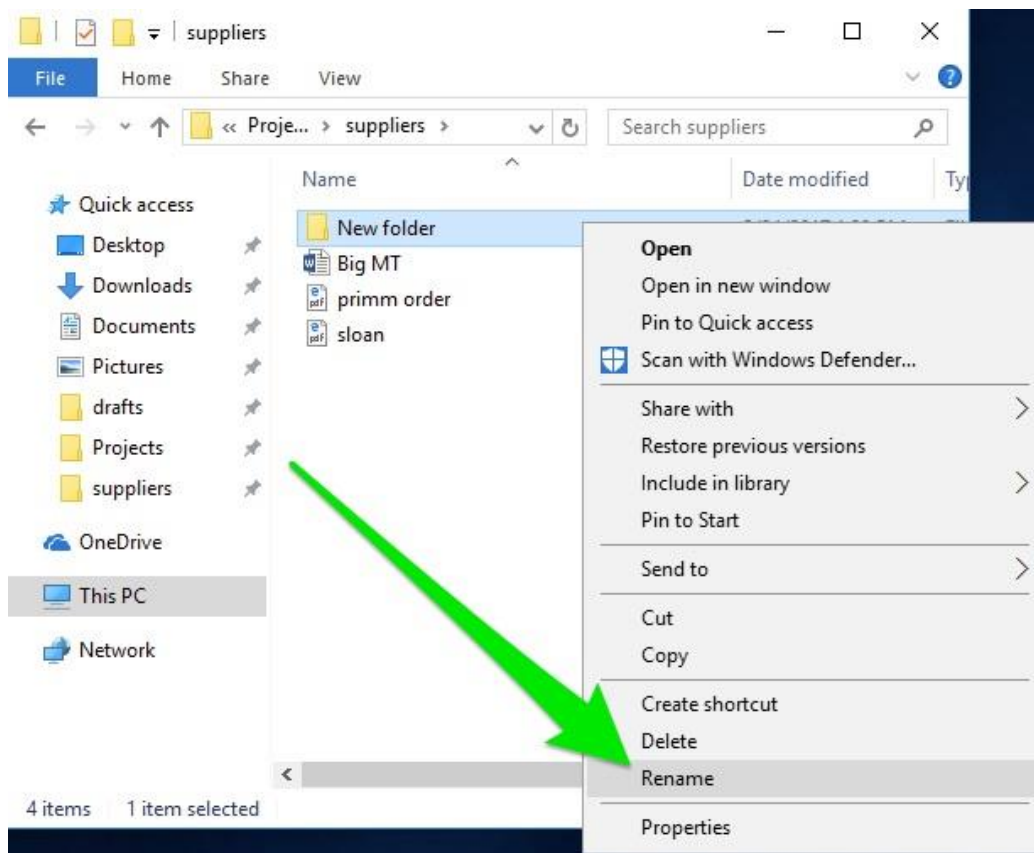 suppliers
File Home Share View
« Proje... > suppliers >
Search suppliers
Name
Date modified
Quick access
Desktop
Downloads
Documents
Pictures
drafts
Projects
suppliers
OneDrive
This PC
Network
New folder
Big MT
primm order
sloan
Open
Open in new window
Pin to Quick access
Scan with Windows Defender...
Share with
Restore previous versions
Include in library
Pin to Start
Send to
Cut
Copy
Create shortcut
Delete
Rename
Properties
4 items 1 item selected